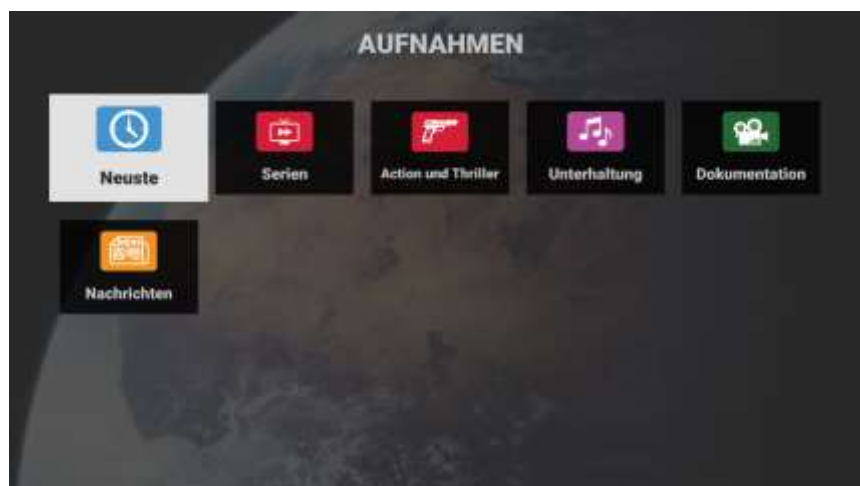 AUFNAHMEN
Neuste
Serien
Action und Thriller
Unterhaltung
Dokumentation
Nachrichten